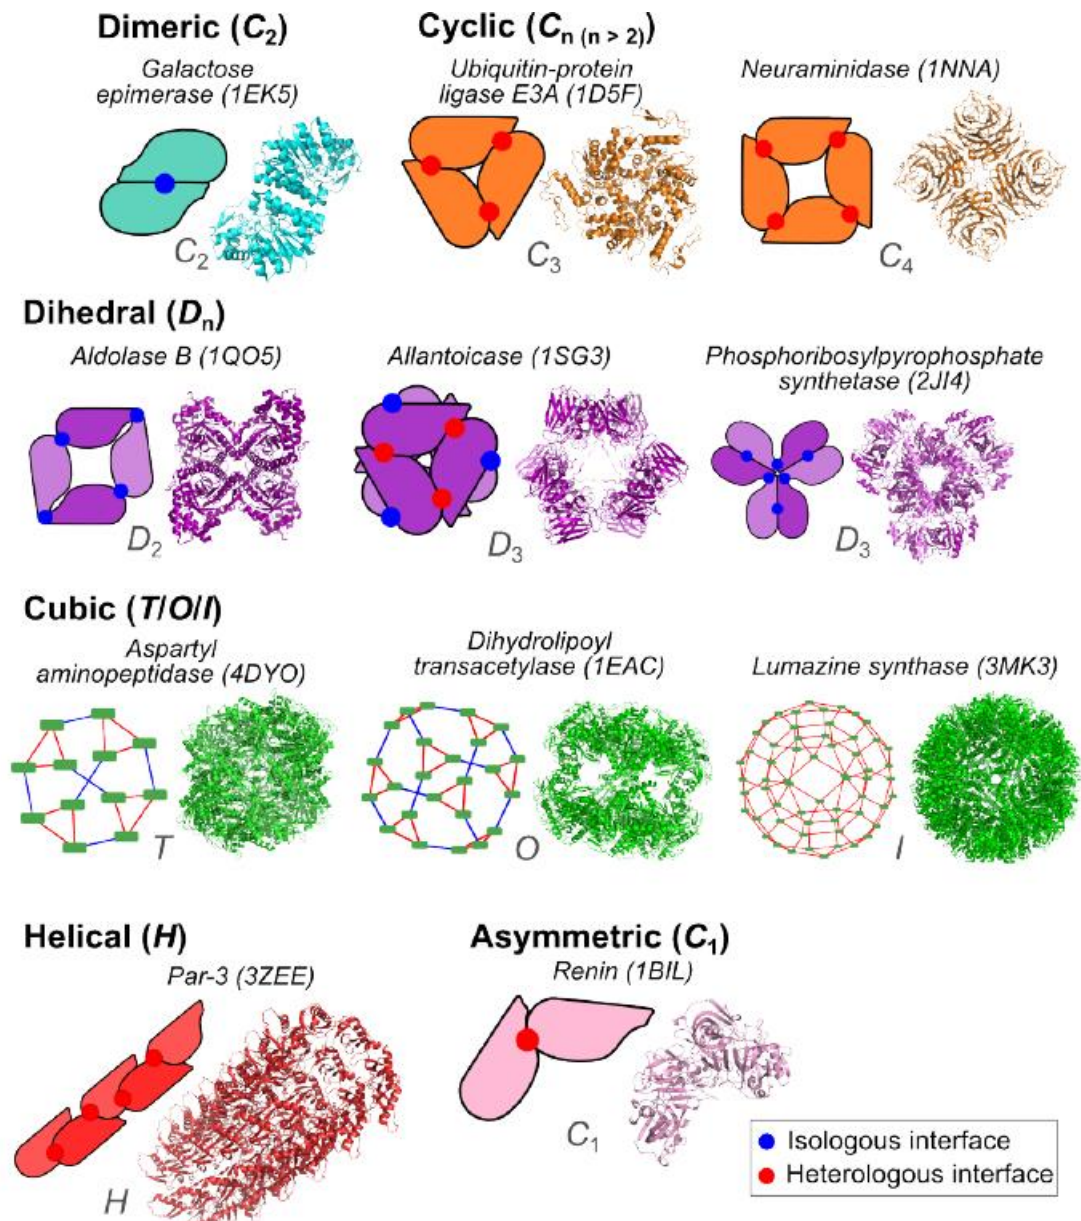 Dimeric (C2)
Cyclic (Cn (n > 2))
Galactose
epimerase (1EK5)
Ubiquitin-protein
ligase E3A (1D5F)
Neuraminidase (1NNA)
C2
C3
C4
Dihedral (Dn)
Aldolase B (1QO5)
Allantoicase (1SG3)
Phosphoribosylpyrophosphate
synthetase (2JI4)
D2
D3
D3
Cubic (T/O/I)
Aspartyl
aminopeptidase (4DYO)
Dihydrolipoyl
transacetylase (1EAC)
Lumazine synthase (3MK3)
T
O
I
Helical (H)
Par-3 (3ZEE)
Asymmetric (C1)
Renin (1BIL)
H
C1
Isologous interface
Heterologous interface